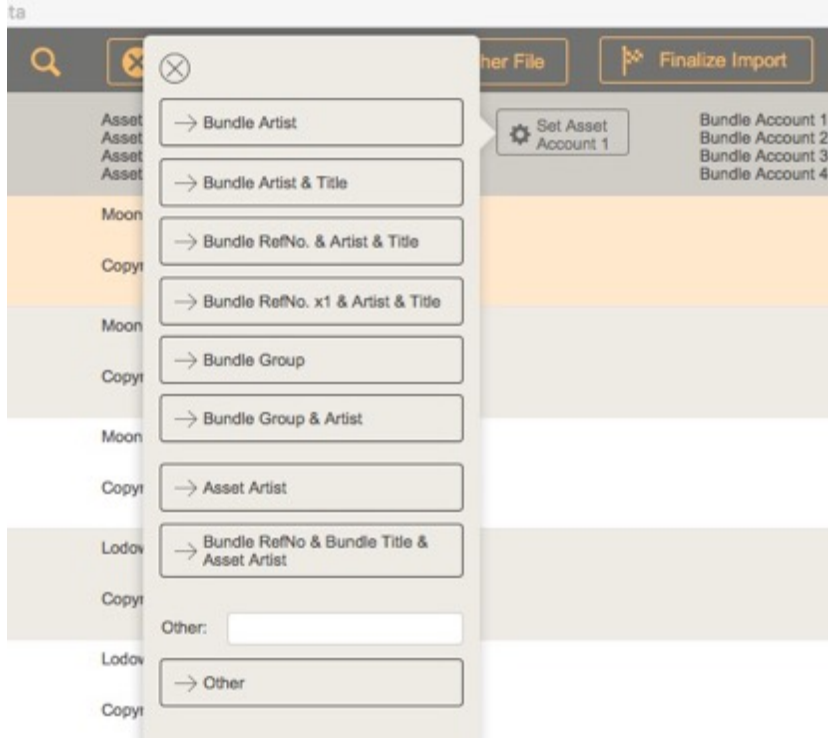 ta
her File
Finalize Import
Asset
Asset
Asset
Asset
Set Asset
Account 1
Bundle Account 1
Bundle Account 2
Bundle Account 3
Bundle Account 4
Bundle Artist
Bundle Artist & Title
Bundle RefNo. & Artist & Title
Bundle RefNo. x1 & Artist & Title
Bundle Group
Bundle Group & Artist
Asset Artist
Bundle RefNo & Bundle Title &
Asset Artist
Other:
Other
Moon
Copyr
Moon
Copyr
Moon
Copyr
Lodov
Copyr
Lodov
Copyr